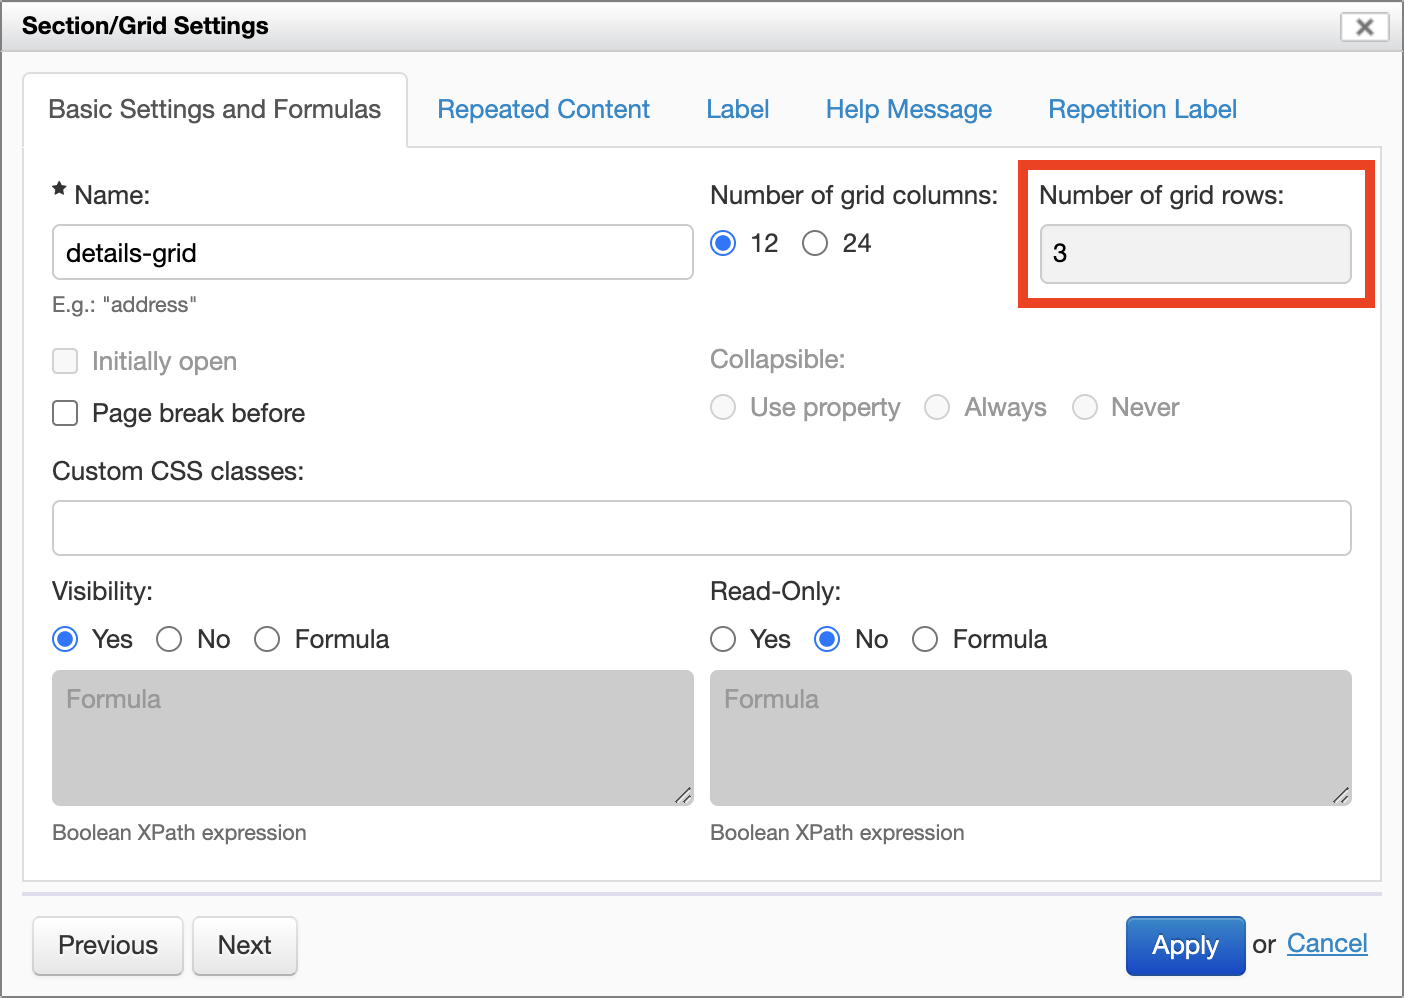 Section/Grid Settings
Basic Settings and Formulas Repeated Content Label Help Message Repetition Label
★ Name: Number of grid columns: Number of grid rows:
details-grid 12 24 3
E.g.: "address"
Initially open Collapsible:
Page break before Use property Always Never
Custom CSS classes:
Visibility: Read-Only:
Yes No Formula Yes No Formula
Formula Formula
Boolean XPath expression Boolean XPath expression
Previous Next Apply or Cancel